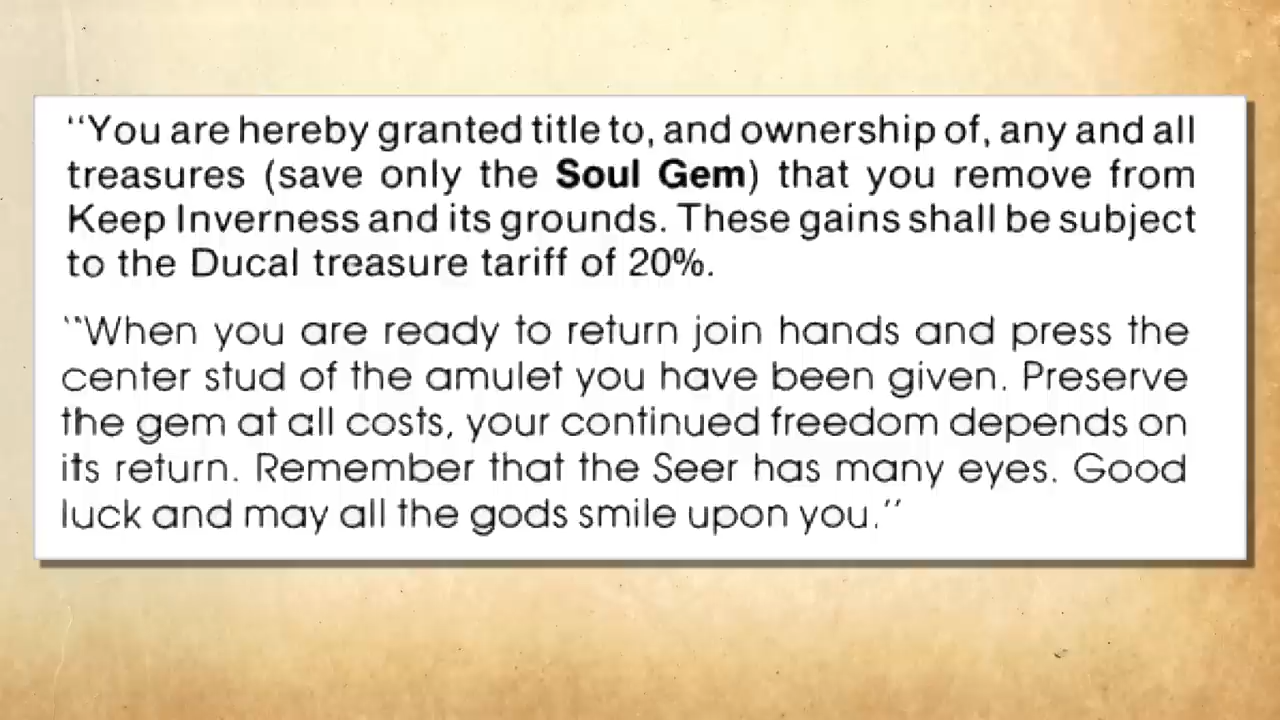 "You are hereby granted title to, and ownership of, any and all
treasures (save only the Soul Gem) that you remove from
Keep Inverness and its grounds. These gains shall be subject
to the Ducal treasure tariff of 20%.
"When you are ready to return join hands and press the
center stud of the amulet you have been given. Preserve
the gem at all costs, your continued freedom depends on
its return. Remember that the Seer has many eyes. Good
luck and may all the gods smile upon you."